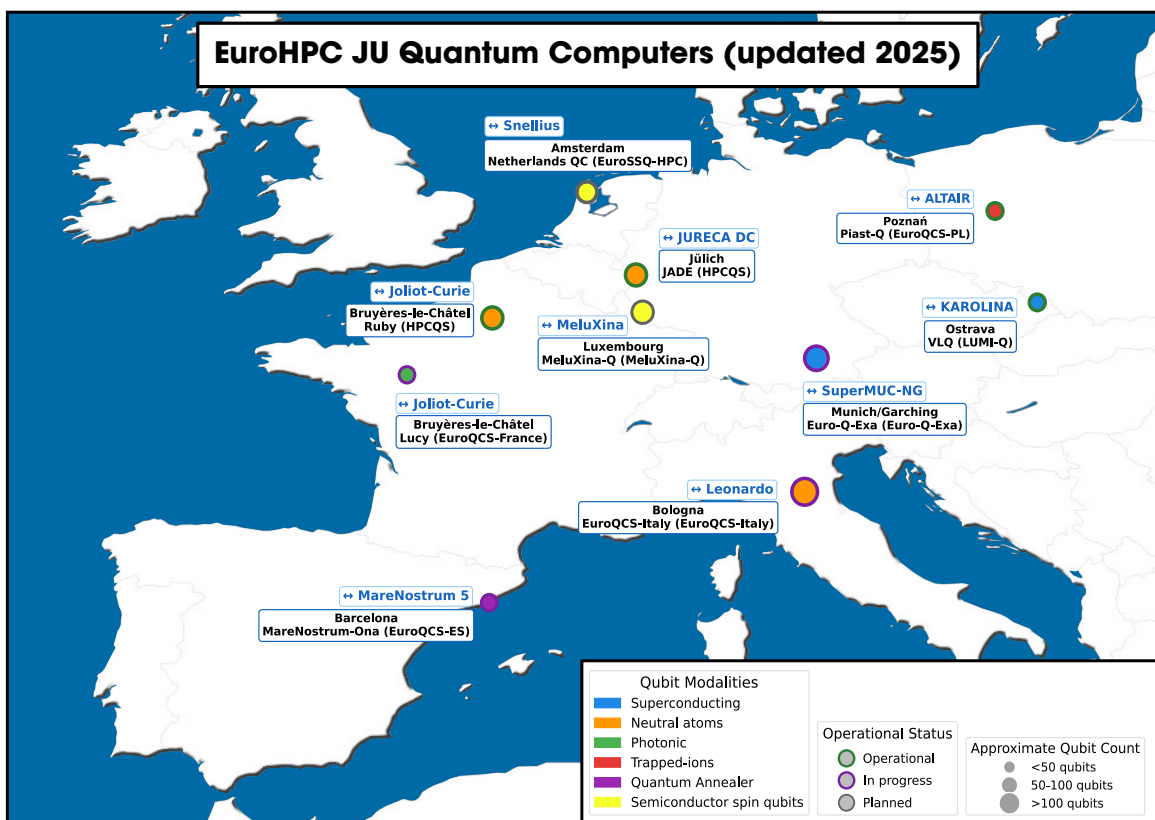 EuroHPC JU Quantum Computers (updated 2025)
↔ Snellius
Amsterdam
Netherlands QC (EuroSSQ-HPC)
↔ ALTAIR
Poznań
Piast-Q (EuroQCS-PL)
↔ JURECA DC
Jülich
JADE (HPCQS)
↔ Joliot-Curie
Bruyères-le-Châtel
Ruby (HPCQS)
↔ MeluXina
Luxembourg
MeluXina-Q (MeluXina-Q)
↔ KAROLINA
Ostrava
VLQ (LUMI-Q)
↔ Joliot-Curie
Bruyères-le-Châtel
Lucy (EuroQCS-France)
↔ SuperMUC-NG
Munich/Garching
Euro-Q-Exa (Euro-Q-Exa)
↔ Leonardo
Bologna
EuroQCS-Italy (EuroQCS-Italy)
↔ MareNostrum 5
Barcelona
MareNostrum-Ona (EuroQCS-ES)
Qubit Modalities
Superconducting
Neutral atoms
Photonic
Trapped-ions
Quantum Annealer
Semiconductor spin qubits
Operational Status
Operational
In progress
Planned
Approximate Qubit Count
<50 qubits
50–100 qubits
>100 qubits